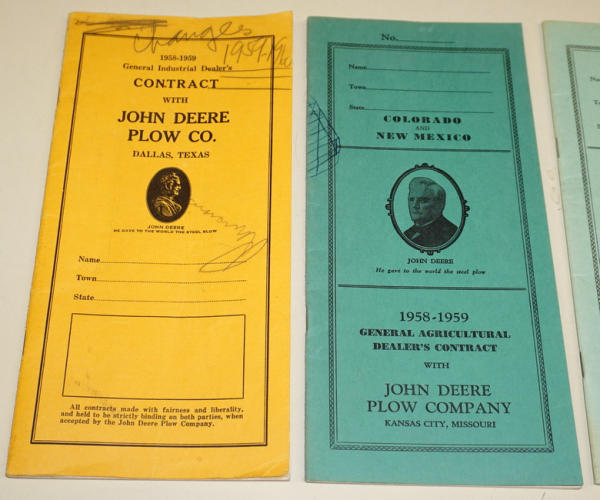 changes
1958-1959
General Industrial Dealer's
CONTRACT
WITH
JOHN DEERE
PLOW CO.
DALLAS, TEXAS
JOHN DEERE
HE GAVE TO THE WORLD THE STEEL PLOW
Name
Town
State
All contracts made with fairness and liberality,
and held to be strictly binding on both parties, when
accepted by the John Deere Plow Company.
No.
Name
Town
State
COLORADO
AND
NEW MEXICO
JOHN DEERE
He gave to the world the steel plow
1958-1959
GENERAL AGRICULTURAL
DEALER'S CONTRACT
WITH
JOHN DEERE
PLOW COMPANY
KANSAS CITY, MISSOURI